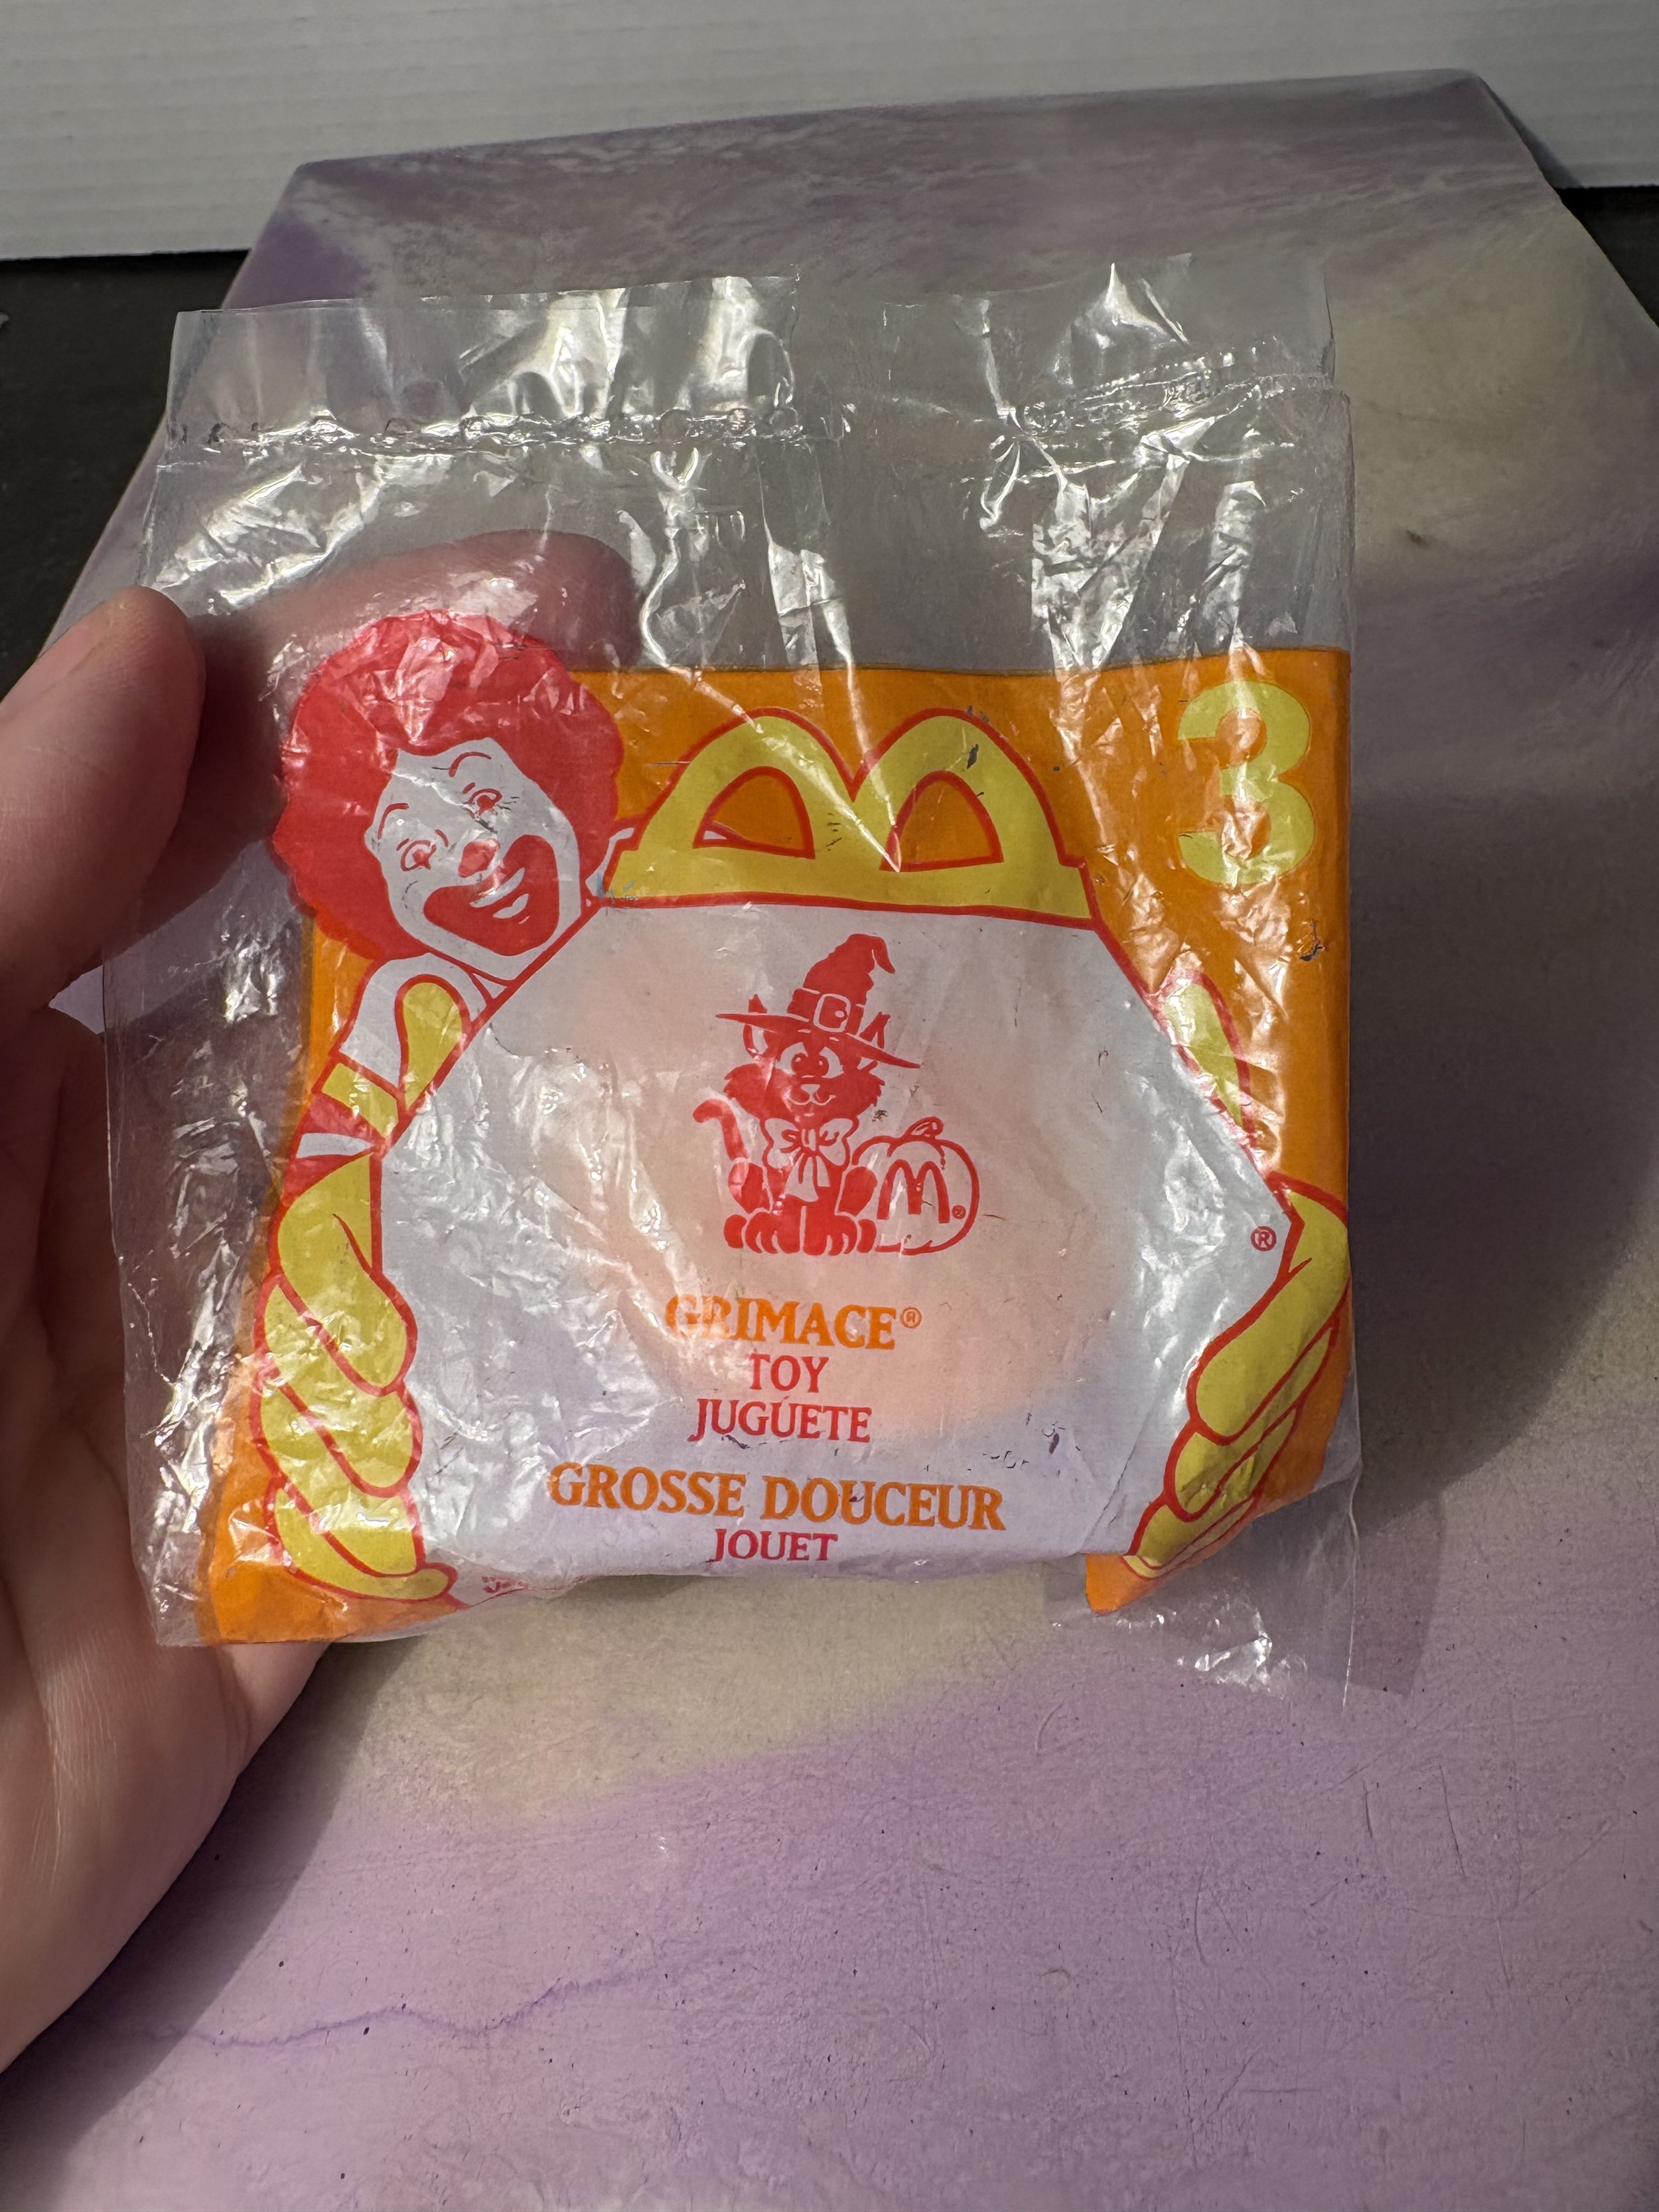 3
GRIMACE®
TOY
JUGUETE
GROSSE DOUCEUR
JOUET
®